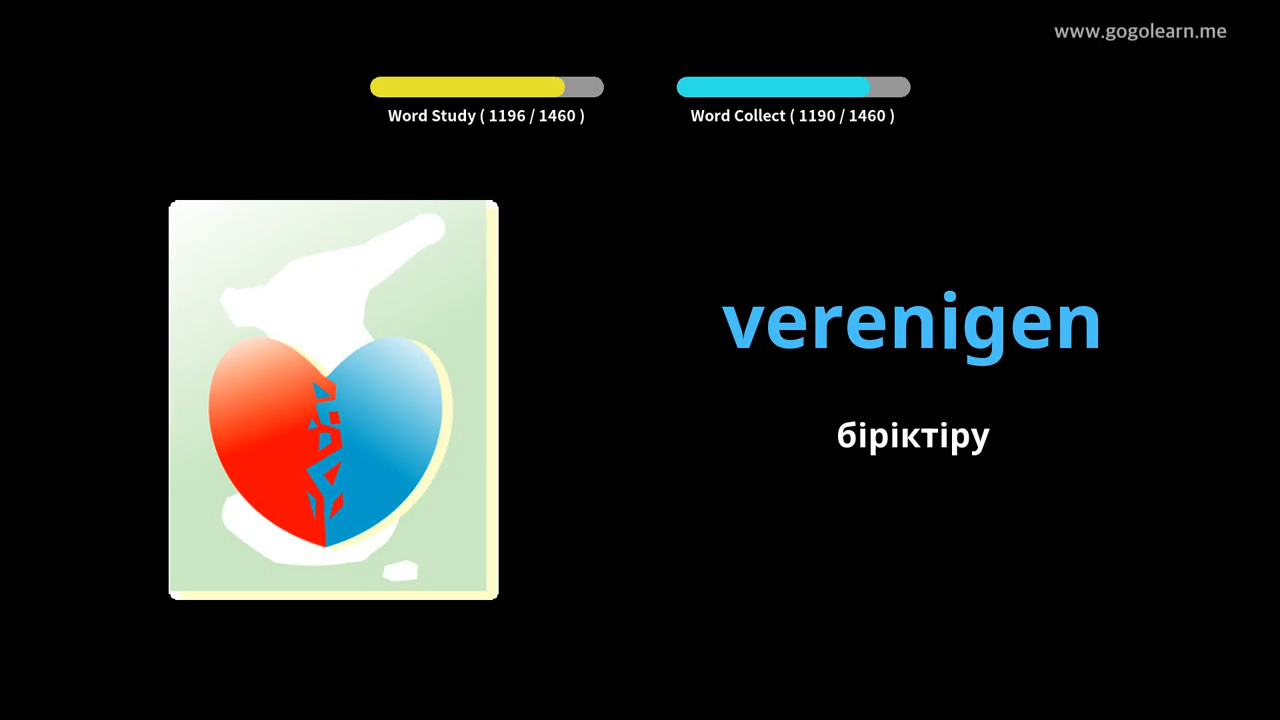 www.gogolearn.me
Word Study ( 1196 / 1460 )
Word Collect ( 1190 / 1460 )
verenigen
біріктіру